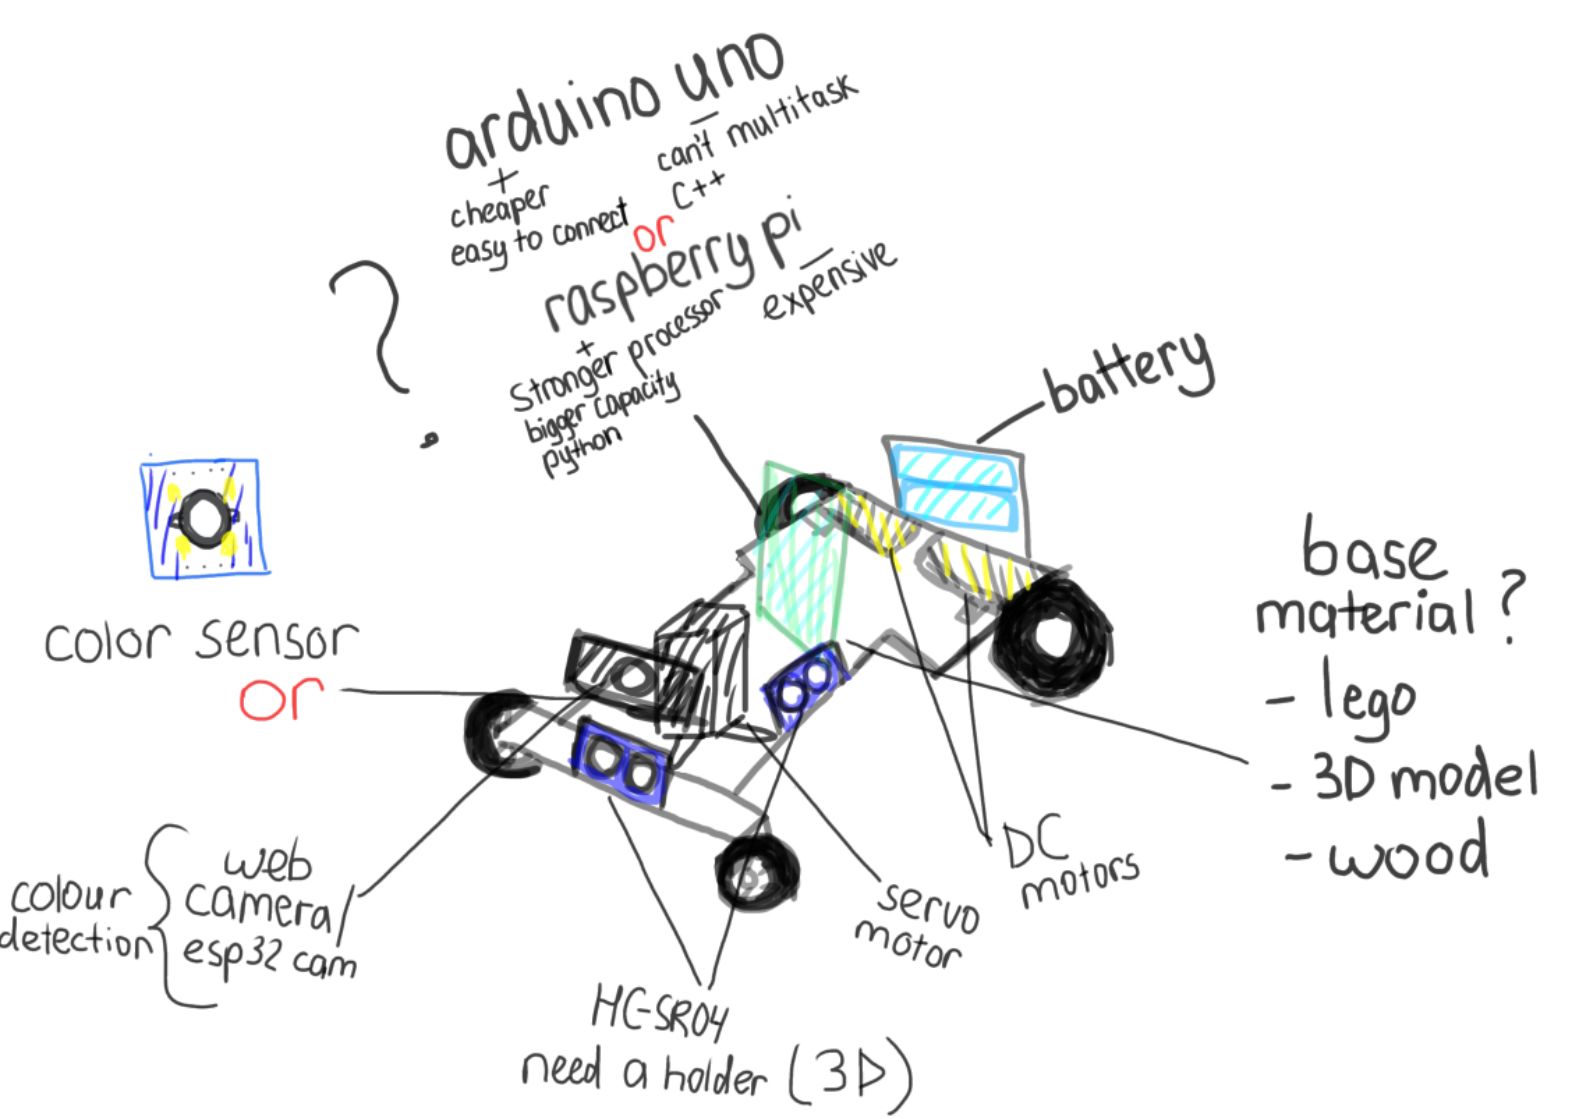 arduino uno
+
cheaper
easy to connect
–
can't multitask
C++
or
raspberry pi
+
Stronger processor
bigger capacity
python
–
expensive
?
battery
color sensor
or
colour
detection
web
camera/
esp32 cam
HC-SR04
need a holder (3D)
servo
motor
DC
motors
base
material?
- lego
- 3D model
- wood